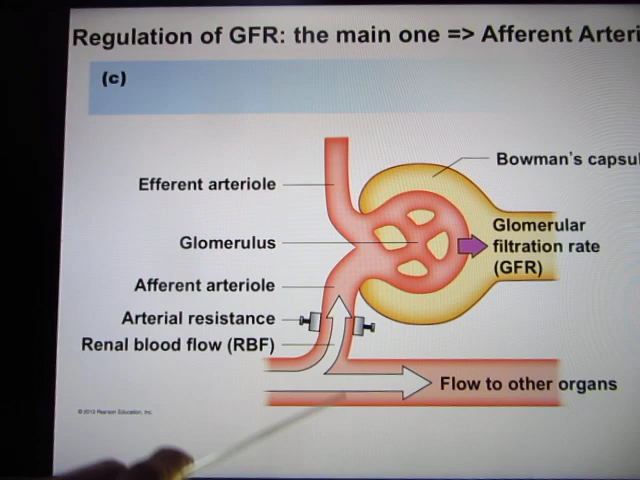 Regulation of GFR: the main one => Afferent Arteri
(c)
Efferent arteriole
Bowman's capsul
Glomerulus
Glomerular
filtration rate
(GFR)
Afferent arteriole
Arterial resistance
Renal blood flow (RBF)
Flow to other organs
© 2013 Pearson Education, Inc.